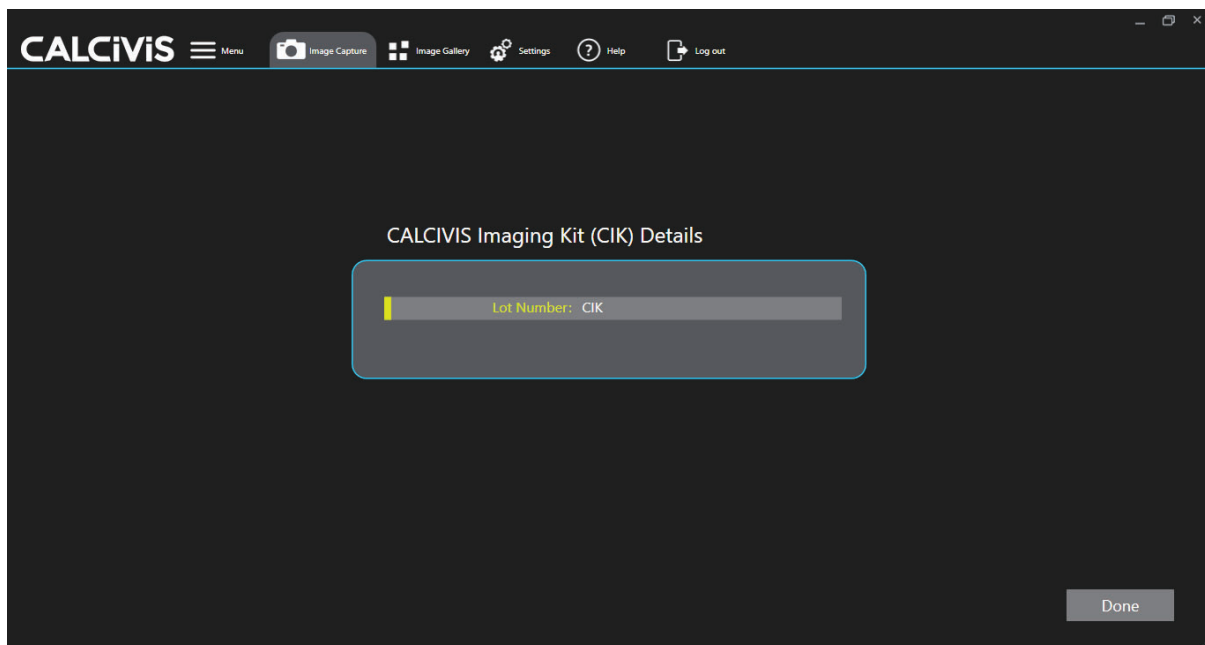 CALCiViS Menu Image Capture Image Gallery Settings ? Help Log out
CALCIVIS Imaging Kit (CIK) Details
Lot Number: CIK
Done